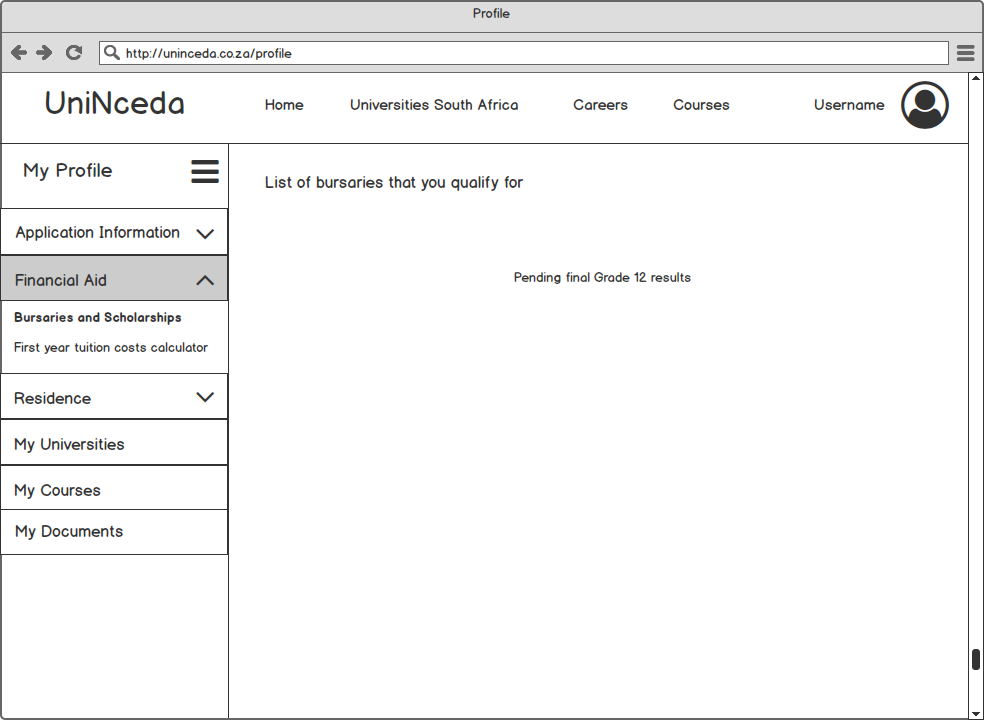 Profile
http://uninceda.co.za/profile
UniNceda
Home
Universities South Africa
Careers
Courses
Username
My Profile
Application Information
Financial Aid
Bursaries and Scholarships
First year tuition costs calculator
Residence
My Universities
My Courses
My Documents
List of bursaries that you qualify for
Pending final Grade 12 results